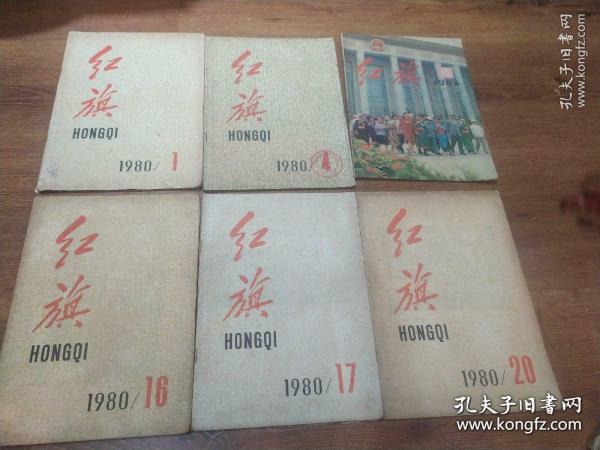 红
旗
HONGQI
1980/1
红
旗
HONGQI
1980/4
红旗
孔夫子旧书网
红
旗
HONGQI
1980/16
红
旗
HONGQI
1980/17
红
旗
HONGQI
1980/20
孔夫子旧书网
www.kongfz.com